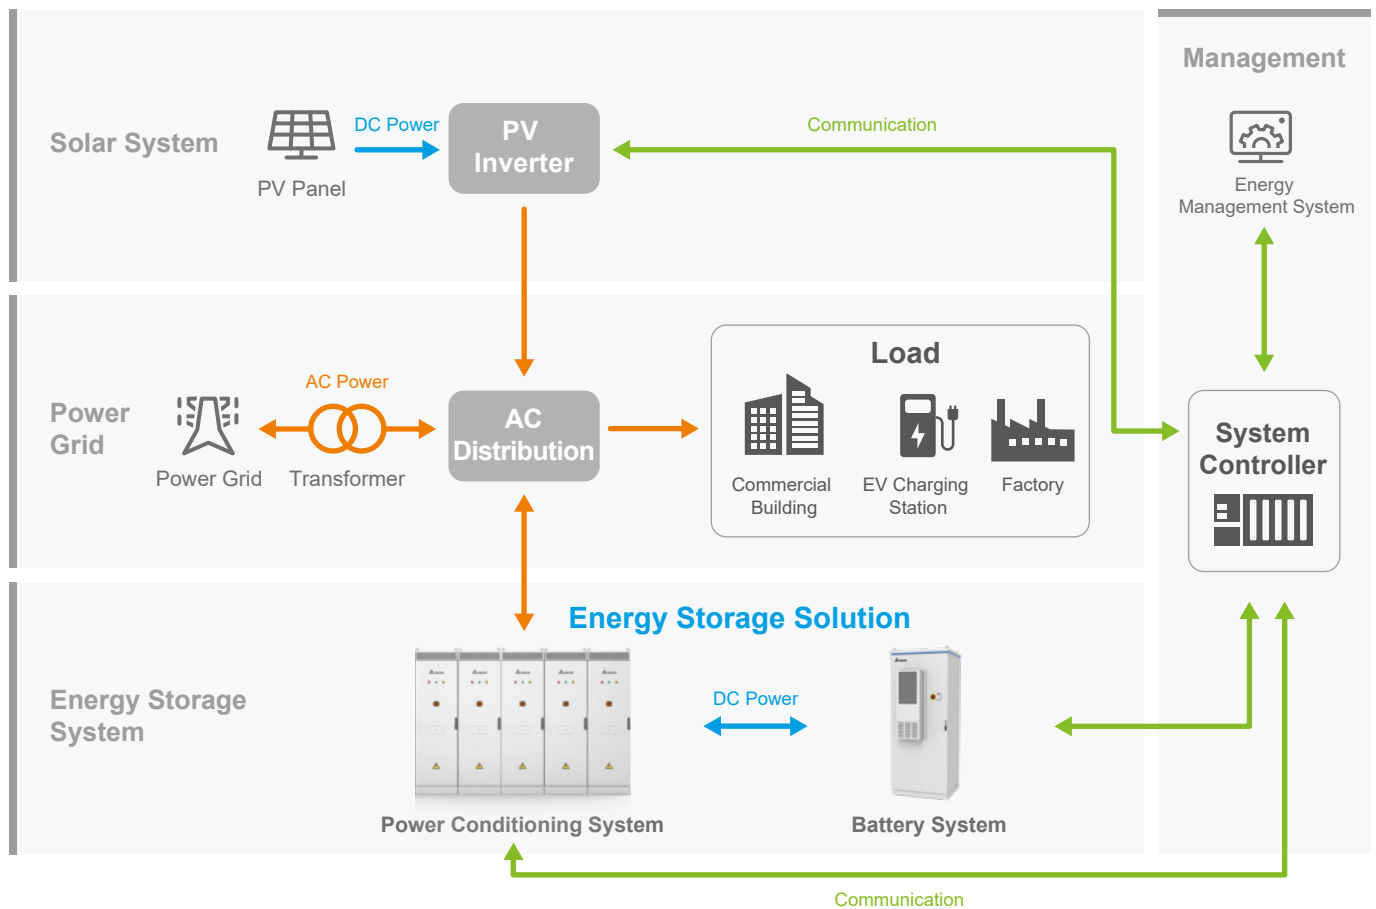 Management
Solar System
PV Panel
DC Power
PV
Inverter
Communication
Energy
Management System
Power
Grid
Power Grid
AC Power
Transformer
AC
Distribution
Load
Commercial
Building
EV Charging
Station
Factory
System
Controller
Energy Storage
System
Energy Storage Solution
DC Power
Power Conditioning System
Battery System
Communication